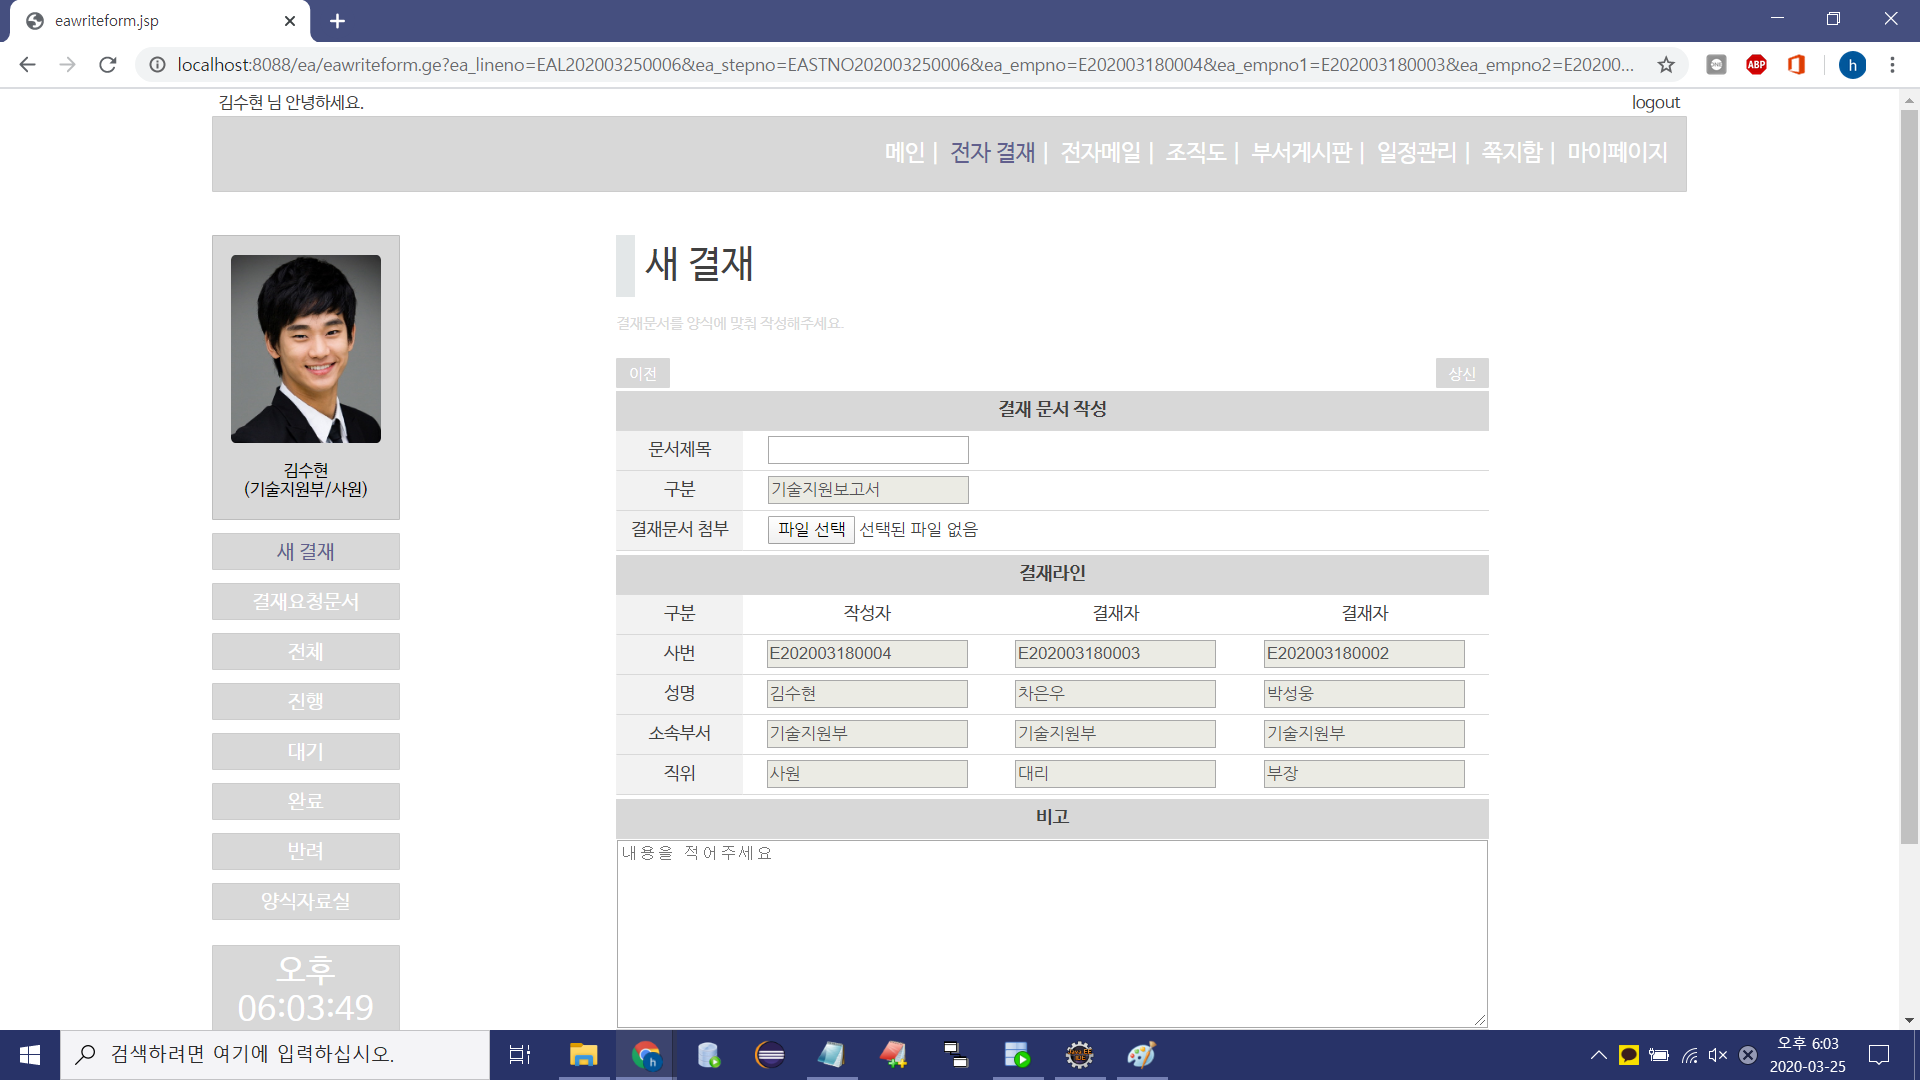 eawriteform.jsp
localhost:8088/ea/eawriteform.ge?ea_lineno=EAL202003250006&ea_stepno=EASTNO202003250006&ea_empno=E202003180004&ea_empno1=E202003180003&ea_empno2=E20200...
ABP
h
김수현 님 안녕하세요.
logout
메인 | 전자 결재 | 전자메일 | 조직도 | 부서게시판 | 일정관리 | 쪽지함 | 마이페이지
김수현
(기술지원부/사원)
새 결재
결재요청문서
전체
진행
대기
완료
반려
양식자료실
오후
06:03:49
새 결재
결재문서를 양식에 맞춰 작성해주세요.
이전 상신
결재 문서 작성
문서제목
구분 기술지원보고서
결재문서 첨부 파일 선택 선택된 파일 없음
결재라인
구분 작성자 결재자 결재자
사번 E202003180004 E202003180003 E202003180002
성명 김수현 차은우 박성웅
소속부서 기술지원부 기술지원부 기술지원부
직위 사원 대리 부장
비고
내용을 적어주세요
검색하려면 여기에 입력하십시오.
h
오후 6:03
2020-03-25